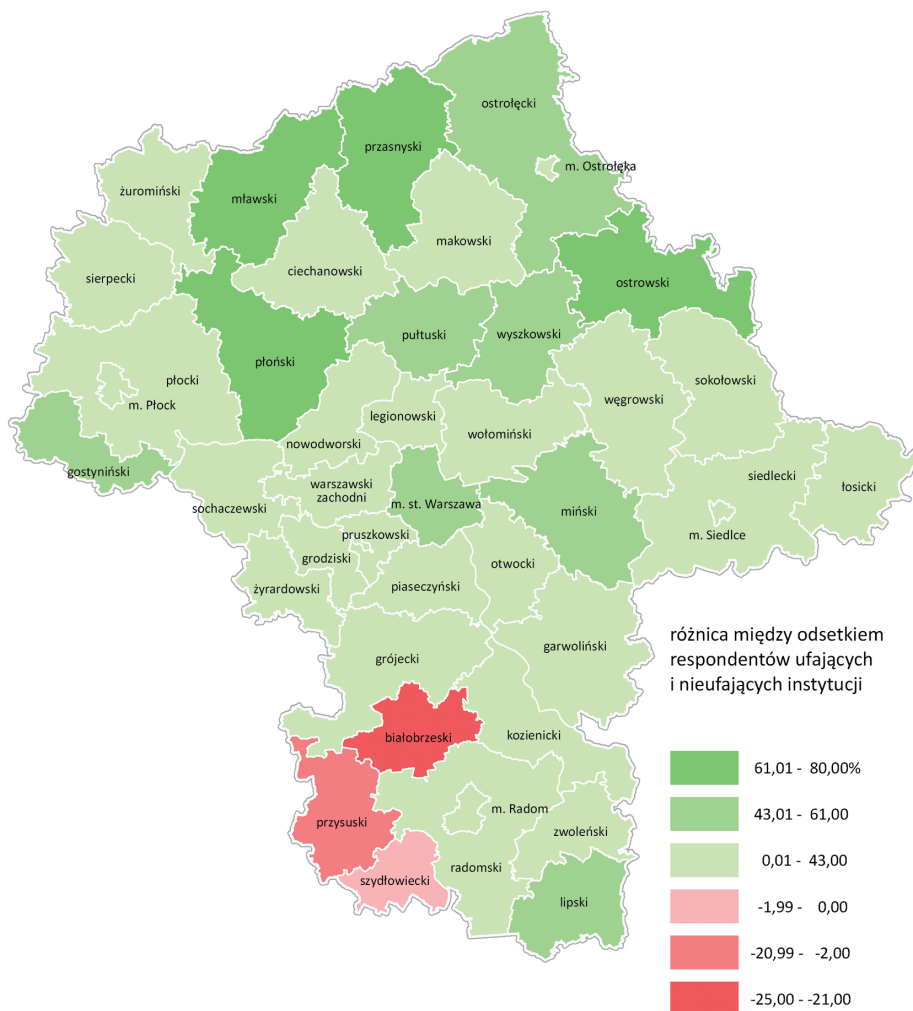 ostrołęcki
przasnyski
m. Ostrołęka
żuromiński
mławski
makowski
ciechanowski
sierpecki
ostrowski
pułtuski
wyszkowski
płoński
płocki
sokołowski
węgrowski
m. Płock
legionowski
wołomiński
nowodworski
gostyniński
siedlecki
łosicki
warszawski
zachodni
m. st. Warszawa
sochaczewski
miński
m. Siedlce
pruszkowski
grodziski
otwocki
żyrardowski
piaseczyński
garwoliński
grójecki
białobrzeski
kozienicki
m. Radom
przysuski
zwoleński
radomski
szydłowiecki
lipski
różnica między odsetkiem
respondentów ufających
i nieufających instytucji
61,01 - 80,00%
43,01 - 61,00
0,01 - 43,00
-1,99 - 0,00
-20,99 - -2,00
-25,00 - -21,00